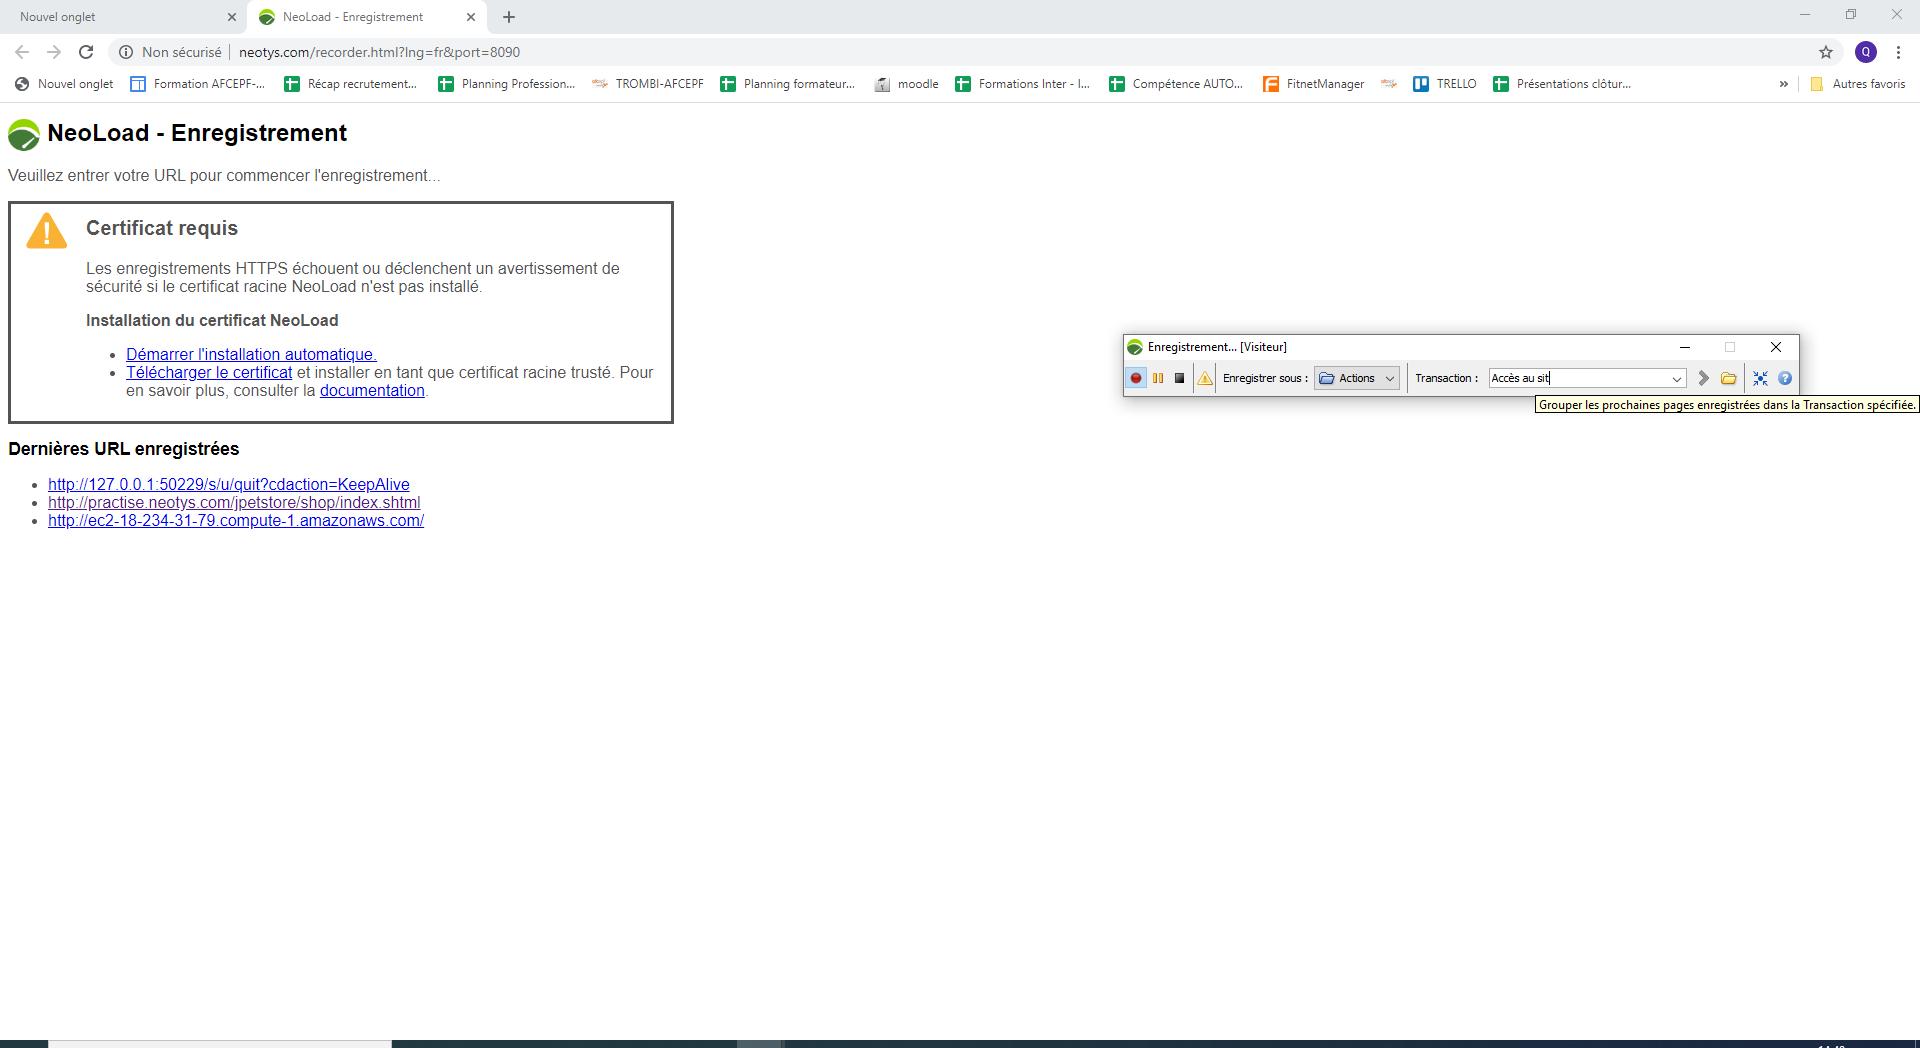 Nouvel onglet
NeoLoad - Enregistrement
Non sécurisé
neotys.com/recorder.html?lng=fr&port=8090
Q
Nouvel onglet
Formation AFCEPF-...
Récap recrutement...
Planning Profession...
TROMBI-AFCEPF
Planning formateur...
moodle
Formations Inter - I...
Compétence AUTO...
FitnetManager
TRELLO
Présentations clôtur...
»
Autres favoris
NeoLoad - Enregistrement
Veuillez entrer votre URL pour commencer l'enregistrement...
Certificat requis
Les enregistrements HTTPS échouent ou déclenchent un avertissement de
sécurité si le certificat racine NeoLoad n'est pas installé.
Installation du certificat NeoLoad
• Démarrer l'installation automatique.
• Télécharger le certificat et installer en tant que certificat racine trusté. Pour
en savoir plus, consulter la documentation.
Enregistrement... [Visiteur]
Enregistrer sous :
Actions
Transaction :
Accès au sit
Grouper les prochaines pages enregistrées dans la Transaction spécifiée.
Dernières URL enregistrées
• http://127.0.0.1:50229/s/u/quit?cdaction=KeepAlive
• http://practise.neotys.com/jpetstore/shop/index.shtml
• http://ec2-18-234-31-79.compute-1.amazonaws.com/